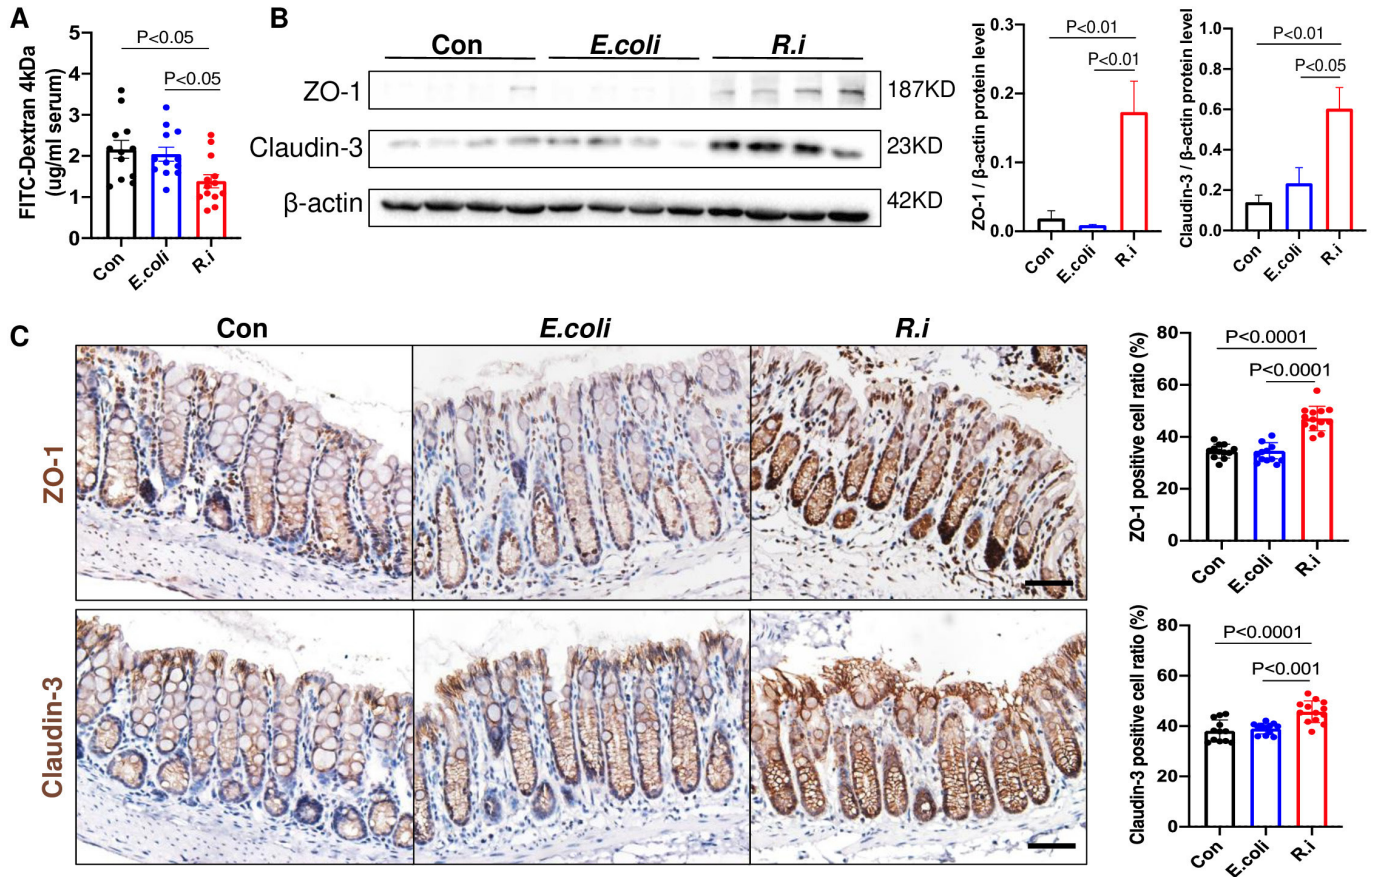 A
FITC-Dextran 4kDa
(ug/ml serum)
5
4
3
2
1
0
P<0.05
P<0.05
Con
E.coli
R.i
B
Con
E.coli
R.i
ZO-1
187KD
Claudin-3
23KD
β-actin
42KD
ZO-1 / β-actin protein level
0.3
0.2
0.1
0.0
P<0.01
P<0.01
Con
E.coli
R.i
Claudin-3 / β-actin protein level
1.0
0.8
0.6
0.4
0.2
0.0
P<0.01
P<0.05
Con
E.coli
R.i
C
Con
E.coli
R.i
ZO-1
Claudin-3
ZO-1 positive cell ratio (%)
80
60
40
20
0
P<0.0001
P<0.0001
Con
E.coli
R.i
Claudin-3 positive cell ratio (%)
80
60
40
20
0
P<0.0001
P<0.001
Con
E.coli
R.i